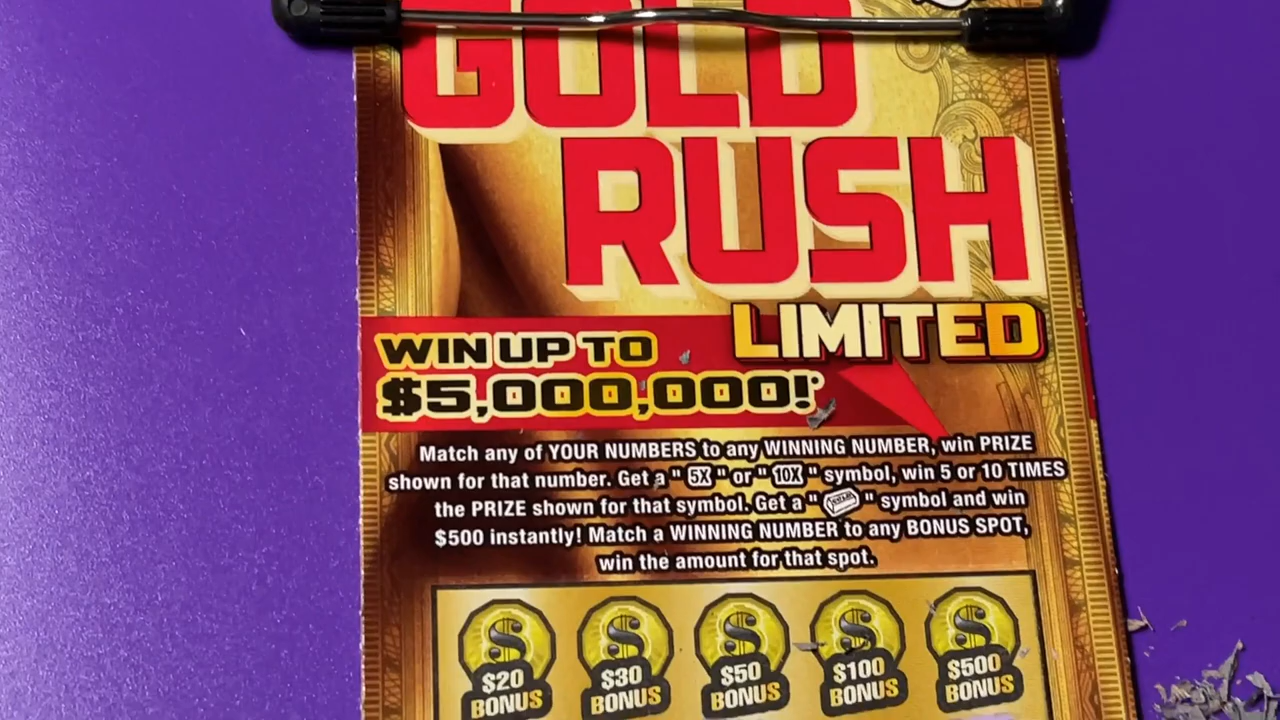 GOLD
RUSH
LIMITED
WIN UP TO
$5,000,000!*
Match any of YOUR NUMBERS to any WINNING NUMBER, win PRIZE
shown for that number. Get a " 5X " or " 10X " symbol, win 5 or 10 TIMES
the PRIZE shown for that symbol. Get a " " symbol and win
$500 instantly! Match a WINNING NUMBER to any BONUS SPOT,
win the amount for that spot.
$20 $30 $50 $100 $500
BONUS BONUS BONUS BONUS BONUS